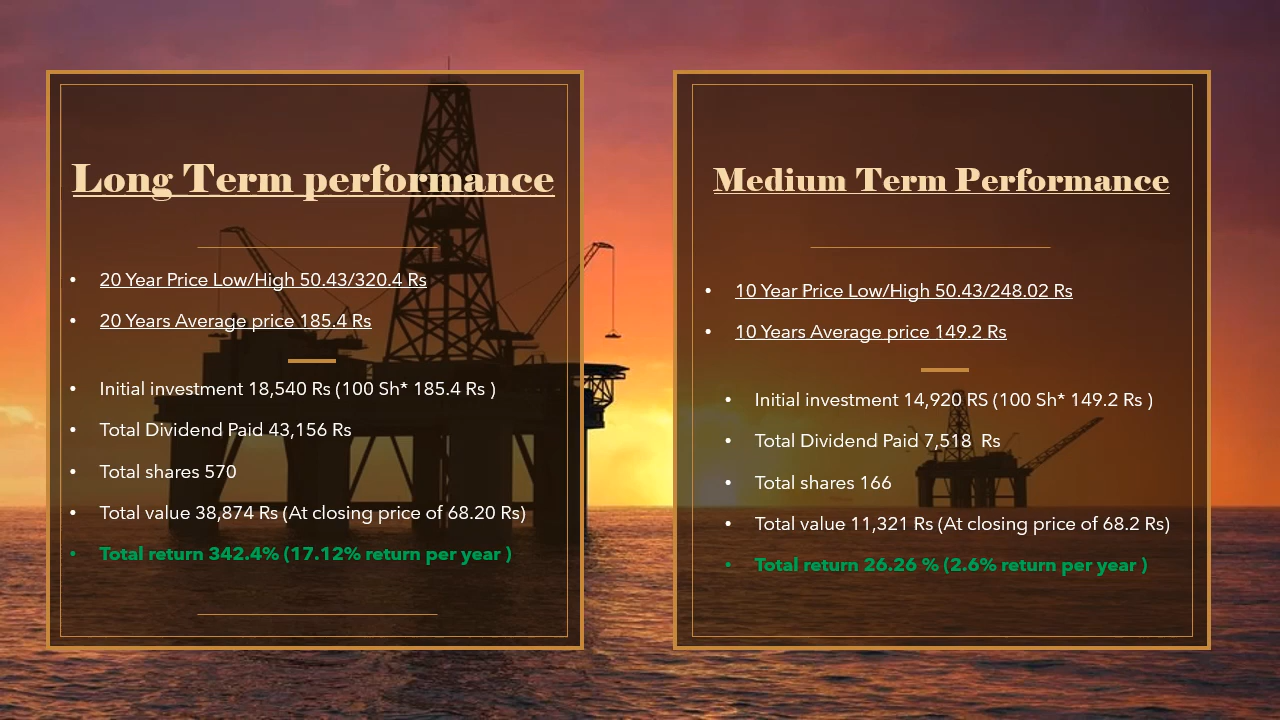 Long Term performance
• 20 Year Price Low/High 50.43/320.4 Rs
• 20 Years Average price 185.4 Rs
• Initial investment 18,540 Rs (100 Sh* 185.4 Rs )
• Total Dividend Paid 43,156 Rs
• Total shares 570
• Total value 38,874 Rs (At closing price of 68.20 Rs)
• Total return 342.4% (17.12% return per year )
Medium Term Performance
• 10 Year Price Low/High 50.43/248.02 Rs
• 10 Years Average price 149.2 Rs
• Initial investment 14,920 RS (100 Sh* 149.2 Rs )
• Total Dividend Paid 7,518  Rs
• Total shares 166
• Total value 11,321 Rs (At closing price of 68.2 Rs)
• Total return 26.26 % (2.6% return per year )